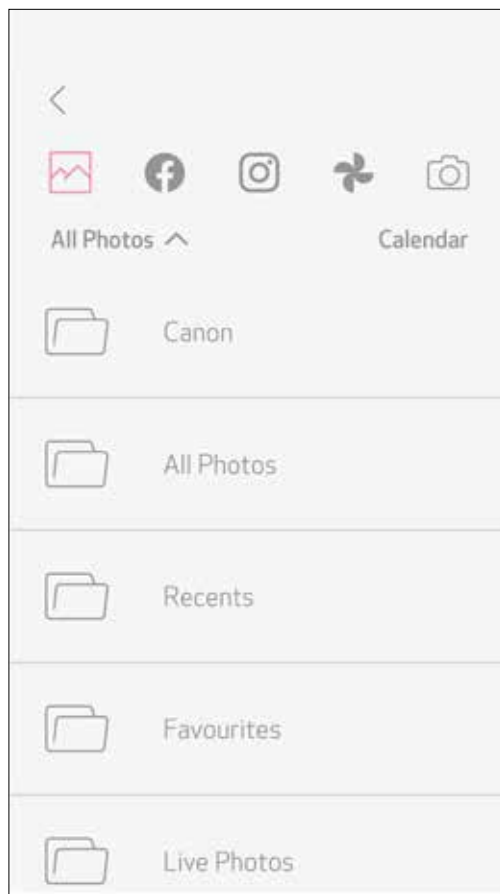 All Photos Calendar
Canon
All Photos
Recents
Favourites
Live Photos